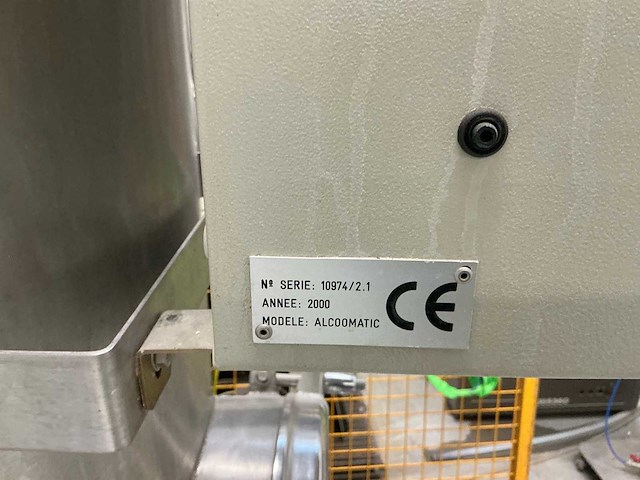 Nº SERIE: 10974/2.1
ANNEE: 2000
MODELE: ALCOOMATIC
CE